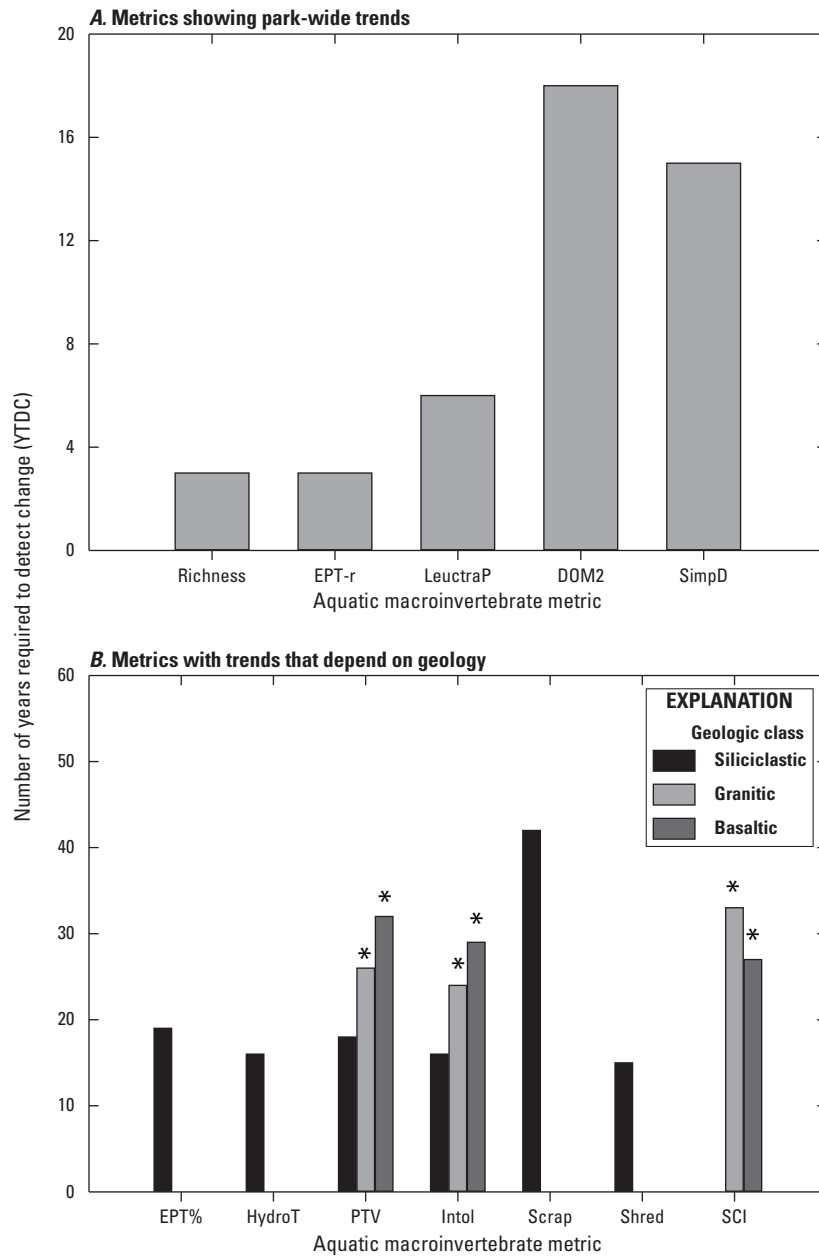 A. Metrics showing park-wide trends
20
16
12
8
4
0
Richness EPT-r LeuctraP DOM2 SimpD
Aquatic macroinvertebrate metric
Number of years required to detect change (YTDC)
B. Metrics with trends that depend on geology
60
50
40
30
20
10
0
EXPLANATION
Geologic class
Siliciclastic
Granitic
Basaltic
* * * * * *
EPT% HydroT PTV Intol Scrap Shred SCI
Aquatic macroinvertebrate metric